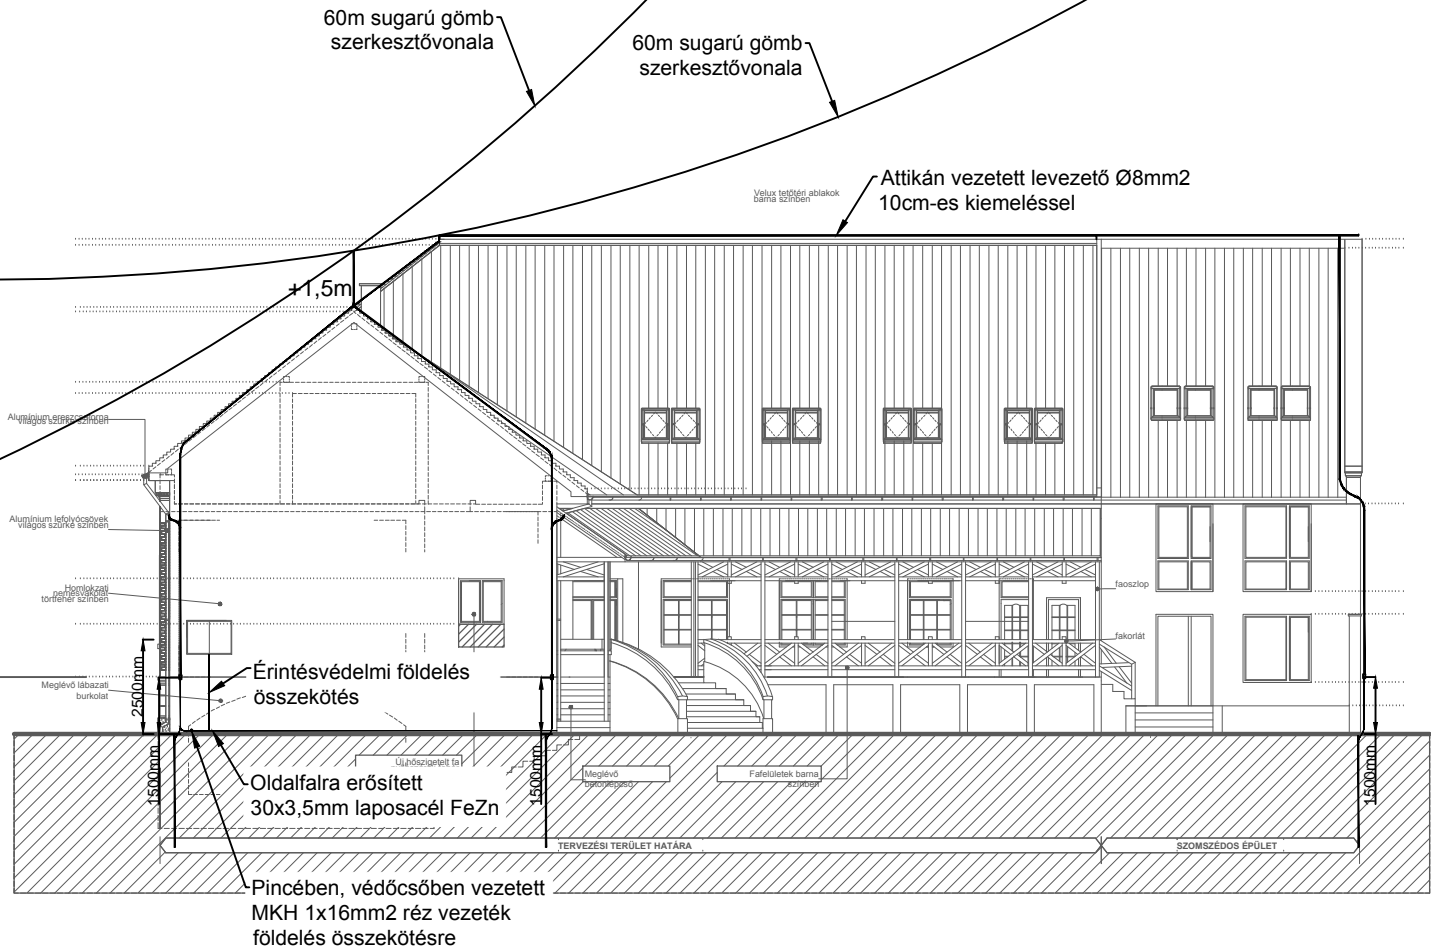 60m sugarú gömb
szerkesztővonala
60m sugarú gömb
szerkesztővonala
Attikán vezetett levezető Ø8mm2
10cm-es kiemeléssel
Velux tetőtéri ablakok
barna színben
+1,5m
Alumínium ereszcsatorna
világos szürke színben
Alumínium lefolyócsövek
világos szürke színben
Homlokzati
nemesvakolat
törtfehér színben
faoszlop
fakorlát
Meglévő lábazati
burkolat
Érintésvédelmi földelés
összekötés
2500mm
1500mm
1500mm
1500mm
Új hőszigetelt fa
Oldalfalra erősített
30x3,5mm laposacél FeZn
Meglévő
betonlépcső
Fafelületek barna
színben
TERVEZÉSI TERÜLET HATÁRA
SZOMSZÉDOS ÉPÜLET
Pincében, védőcsőben vezetett
MKH 1x16mm2 réz vezeték
földelés összekötésre